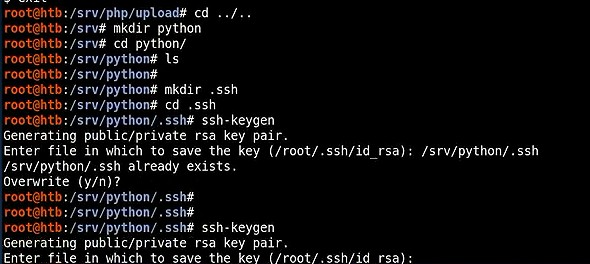 $ exit
root@htb:/srv/php/upload# cd ../..
root@htb:/srv# mkdir python
root@htb:/srv# cd python/
root@htb:/srv/python# ls
root@htb:/srv/python#
root@htb:/srv/python# mkdir .ssh
root@htb:/srv/python# cd .ssh
root@htb:/srv/python/.ssh# ssh-keygen
Generating public/private rsa key pair.
Enter file in which to save the key (/root/.ssh/id_rsa): /srv/python/.ssh
/srv/python/.ssh already exists.
Overwrite (y/n)?
root@htb:/srv/python/.ssh#
root@htb:/srv/python/.ssh#
root@htb:/srv/python/.ssh# ssh-keygen
Generating public/private rsa key pair.
Enter file in which to save the key (/root/.ssh/id_rsa):